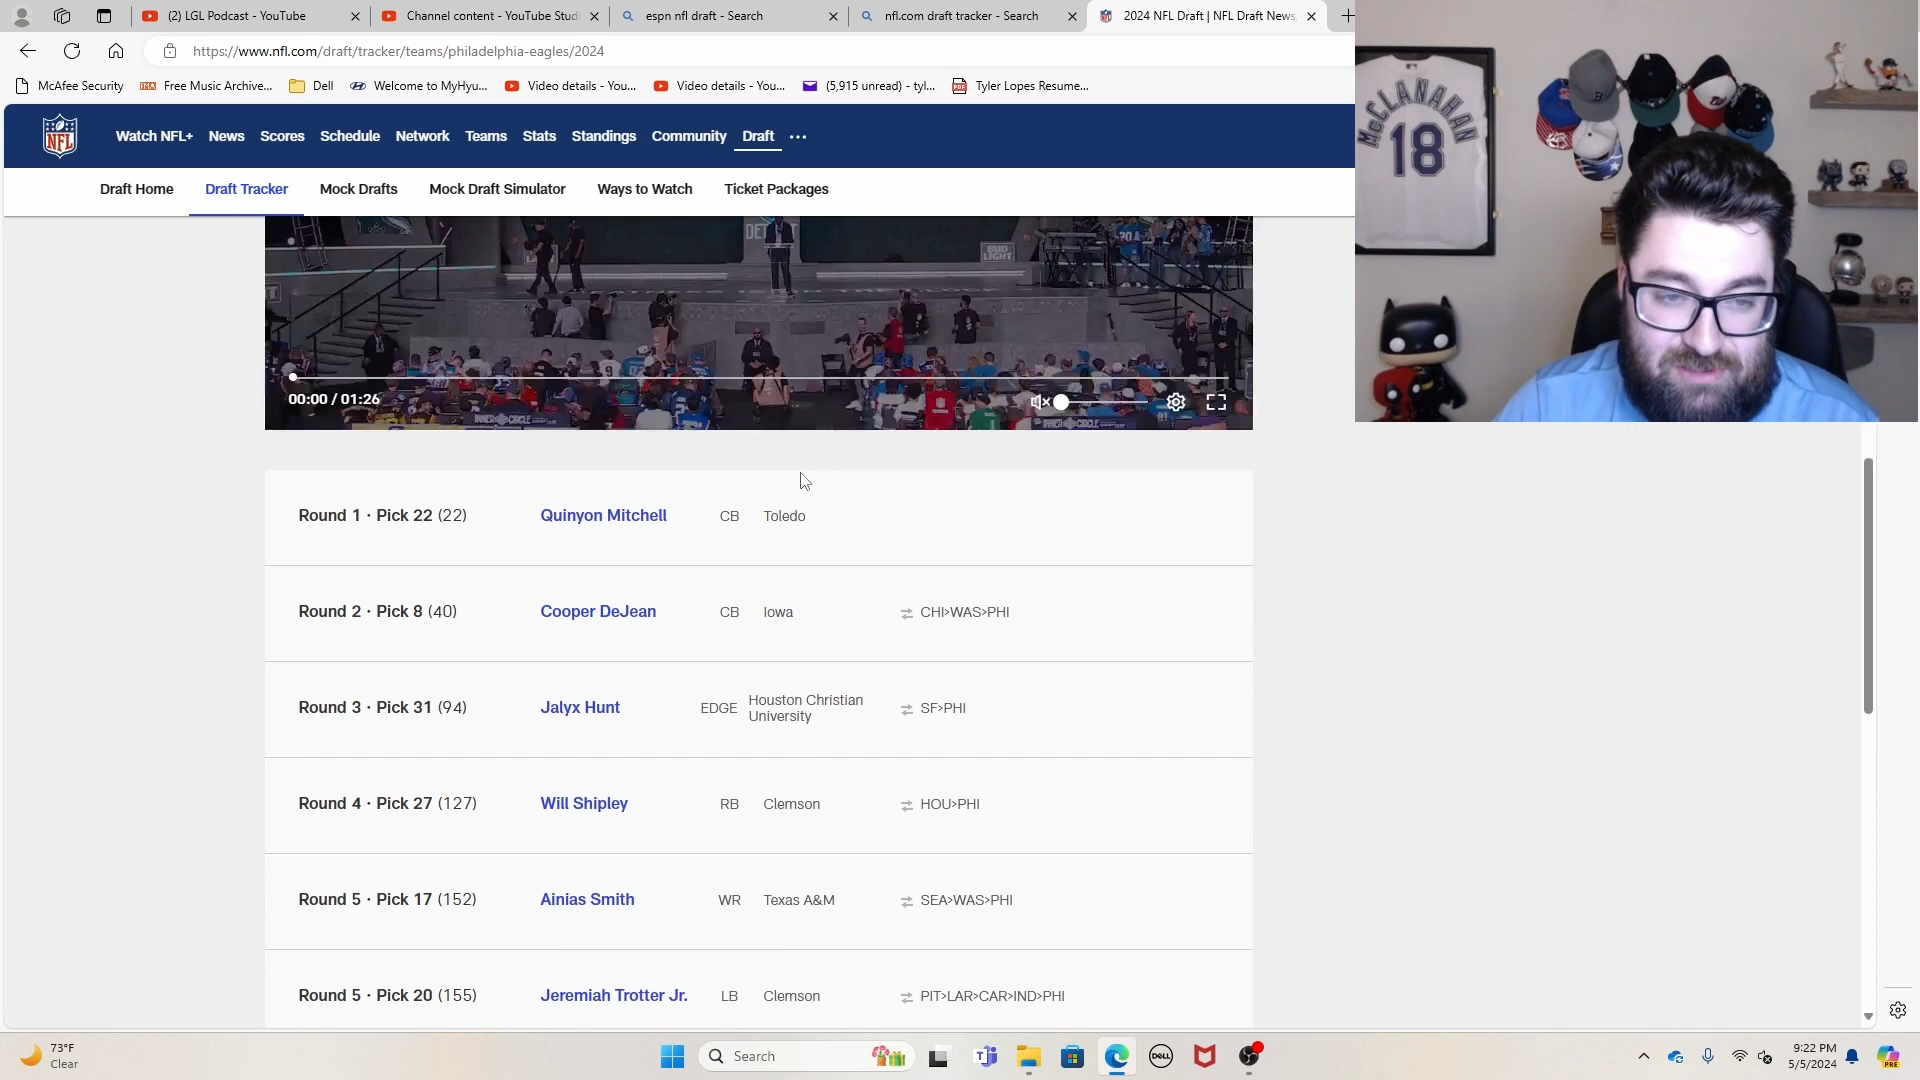 (2) LGL Podcast - YouTube
Channel content - YouTube Studi
espn nfl draft - Search
nfl.com draft tracker - Search
2024 NFL Draft | NFL Draft News,
https://www.nfl.com/draft/tracker/teams/philadelphia-eagles/2024
McAfee Security
Free Music Archive...
Dell
Welcome to MyHyu...
Video details - You...
Video details - You...
(5,915 unread) - tyl...
Tyler Lopes Resume...
NFL
Watch NFL+ News Scores Schedule Network Teams Stats Standings Community Draft ...
Draft Home Draft Tracker Mock Drafts Mock Draft Simulator Ways to Watch Ticket Packages
McCLANAHAN
18
BUD
LIGHT
00:00 / 01:26
Round 1 · Pick 22 (22) Quinyon Mitchell CB Toledo
Round 2 · Pick 8 (40) Cooper DeJean CB Iowa CHI>WAS>PHI
Round 3 · Pick 31 (94) Jalyx Hunt EDGE Houston Christian
University SF>PHI
Round 4 · Pick 27 (127) Will Shipley RB Clemson HOU>PHI
Round 5 · Pick 17 (152) Ainias Smith WR Texas A&M SEA>WAS>PHI
Round 5 · Pick 20 (155) Jeremiah Trotter Jr. LB Clemson PIT>LAR>CAR>IND>PHI
73°F
Clear
Search
DELL
PRE
9:22 PM
5/5/2024